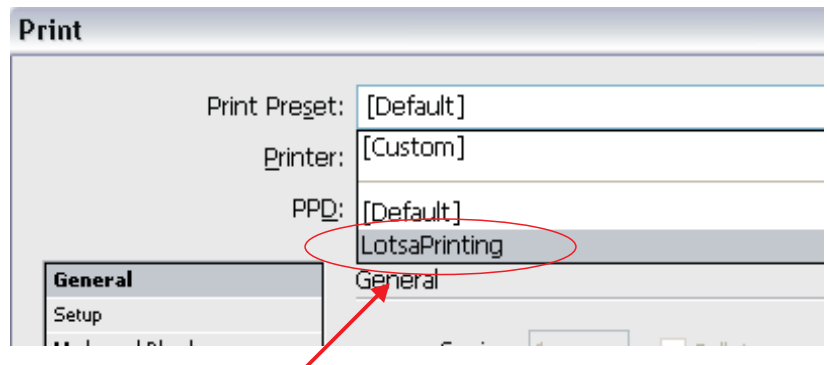 Print
Print Preset: [Default]
Printer: [Custom]
PPD: [Default]
LotsaPrinting
General General
Setup